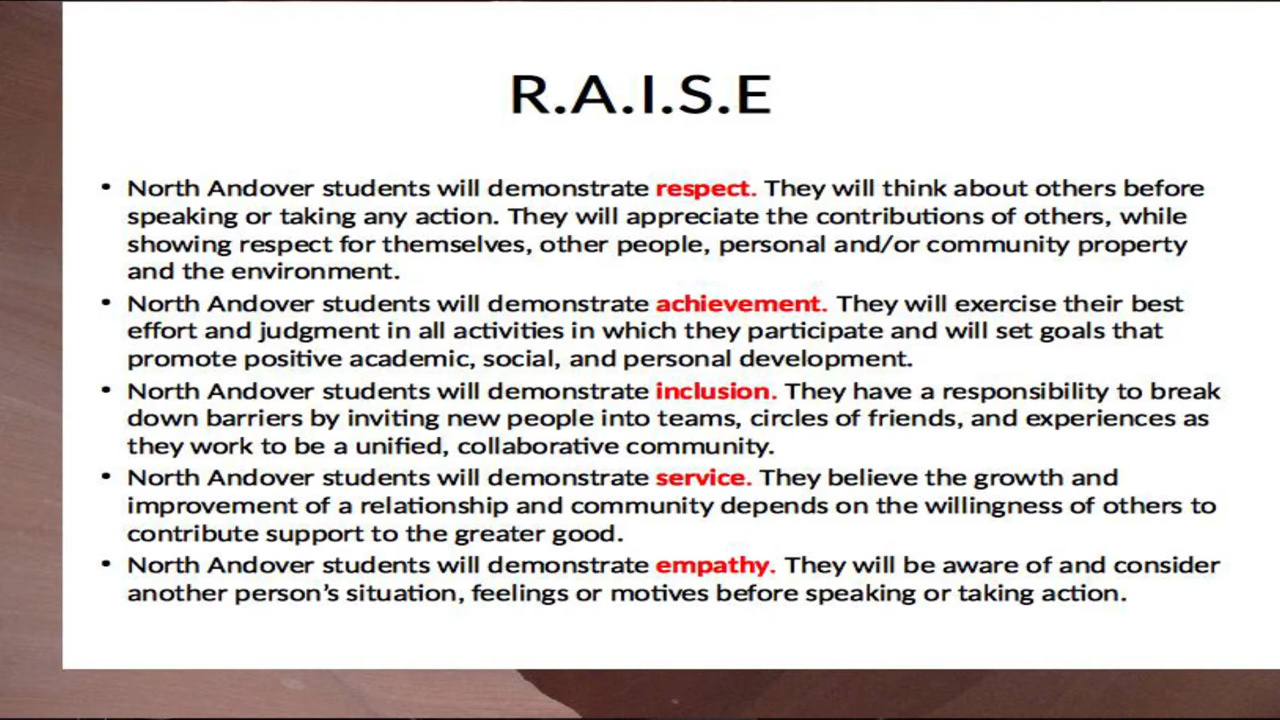 R.A.I.S.E
• North Andover students will demonstrate respect. They will think about others before
speaking or taking any action. They will appreciate the contributions of others, while
showing respect for themselves, other people, personal and/or community property
and the environment.
• North Andover students will demonstrate achievement. They will exercise their best
effort and judgment in all activities in which they participate and will set goals that
promote positive academic, social, and personal development.
• North Andover students will demonstrate inclusion. They have a responsibility to break
down barriers by inviting new people into teams, circles of friends, and experiences as
they work to be a unified, collaborative community.
• North Andover students will demonstrate service. They believe the growth and
improvement of a relationship and community depends on the willingness of others to
contribute support to the greater good.
• North Andover students will demonstrate empathy. They will be aware of and consider
another person’s situation, feelings or motives before speaking or taking action.